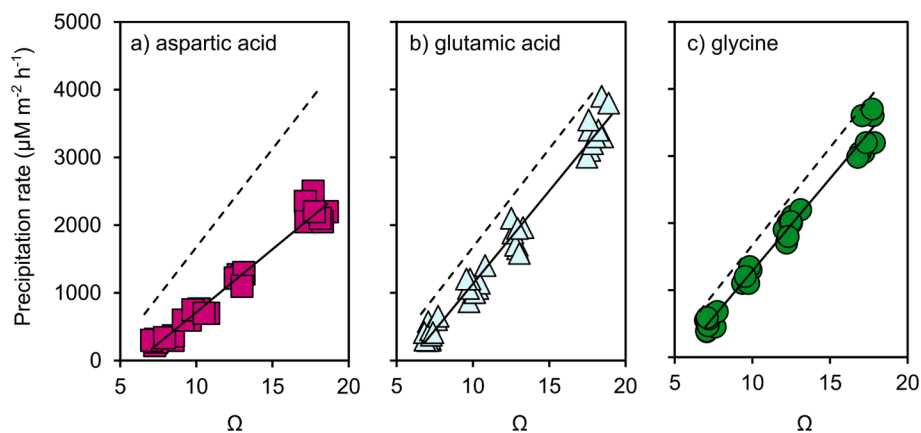 a) aspartic acid
b) glutamic acid
c) glycine
Precipitation rate (µM m⁻² h⁻¹)
5000
4000
3000
2000
1000
0
5 10 15 20
5 10 15 20
5 10 15 20
Ω
Ω
Ω